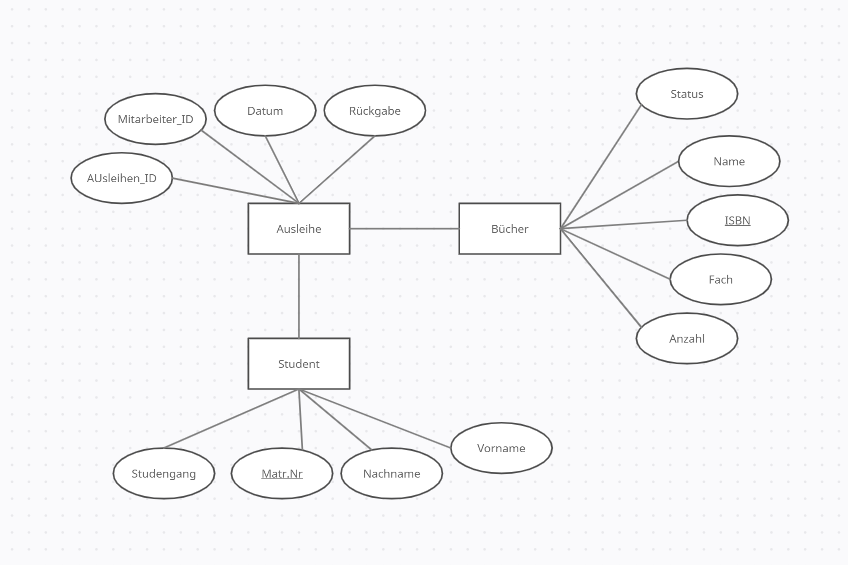 Status
Mitarbeiter_ID
Datum
Rückgabe
Name
AUsleihen_ID
ISBN
Ausleihe
Bücher
Fach
Anzahl
Student
Vorname
Studengang
Matr.Nr
Nachname